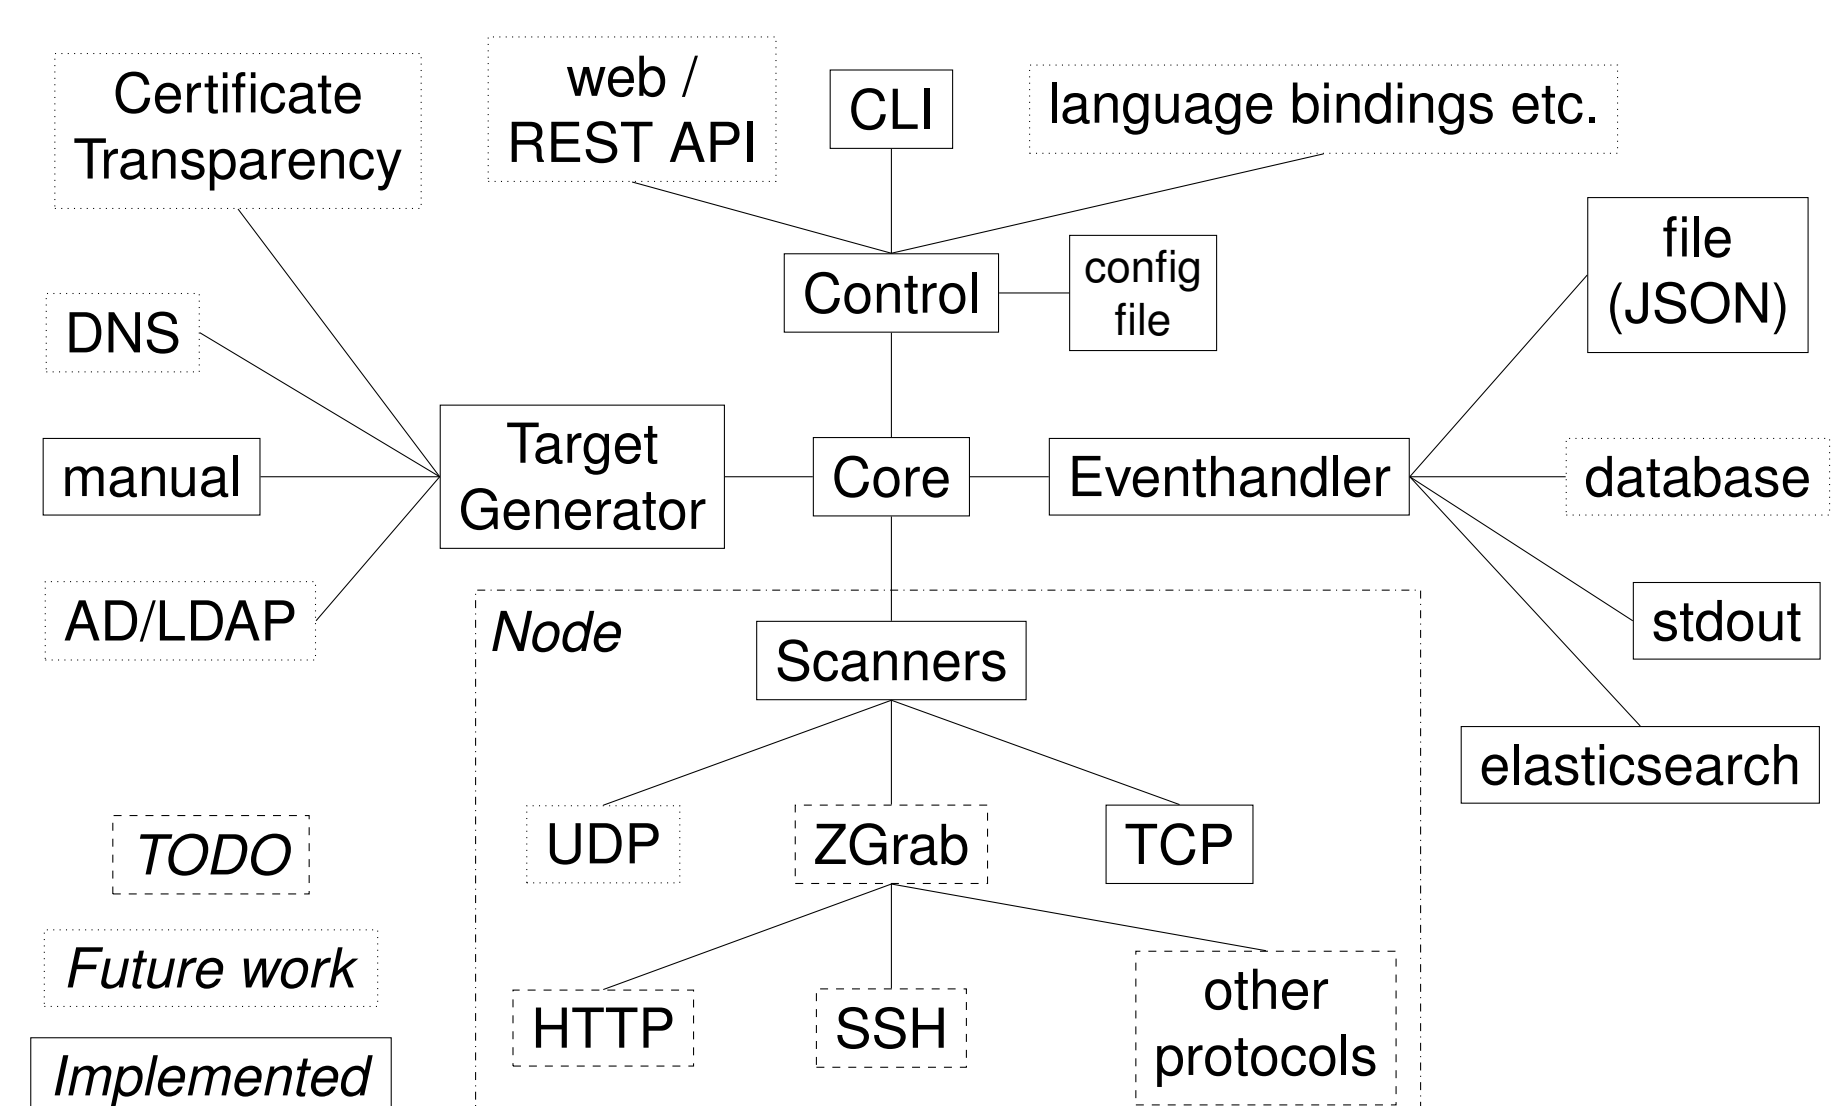 Certificate
Transparency
web /
REST API
CLI
language bindings etc.
file
(JSON)
Control
config
file
DNS
manual
Target
Generator
Core
Eventhandler
database
AD/LDAP
Node
Scanners
stdout
elasticsearch
UDP
ZGrab
TCP
TODO
Future work
HTTP
SSH
other
protocols
Implemented